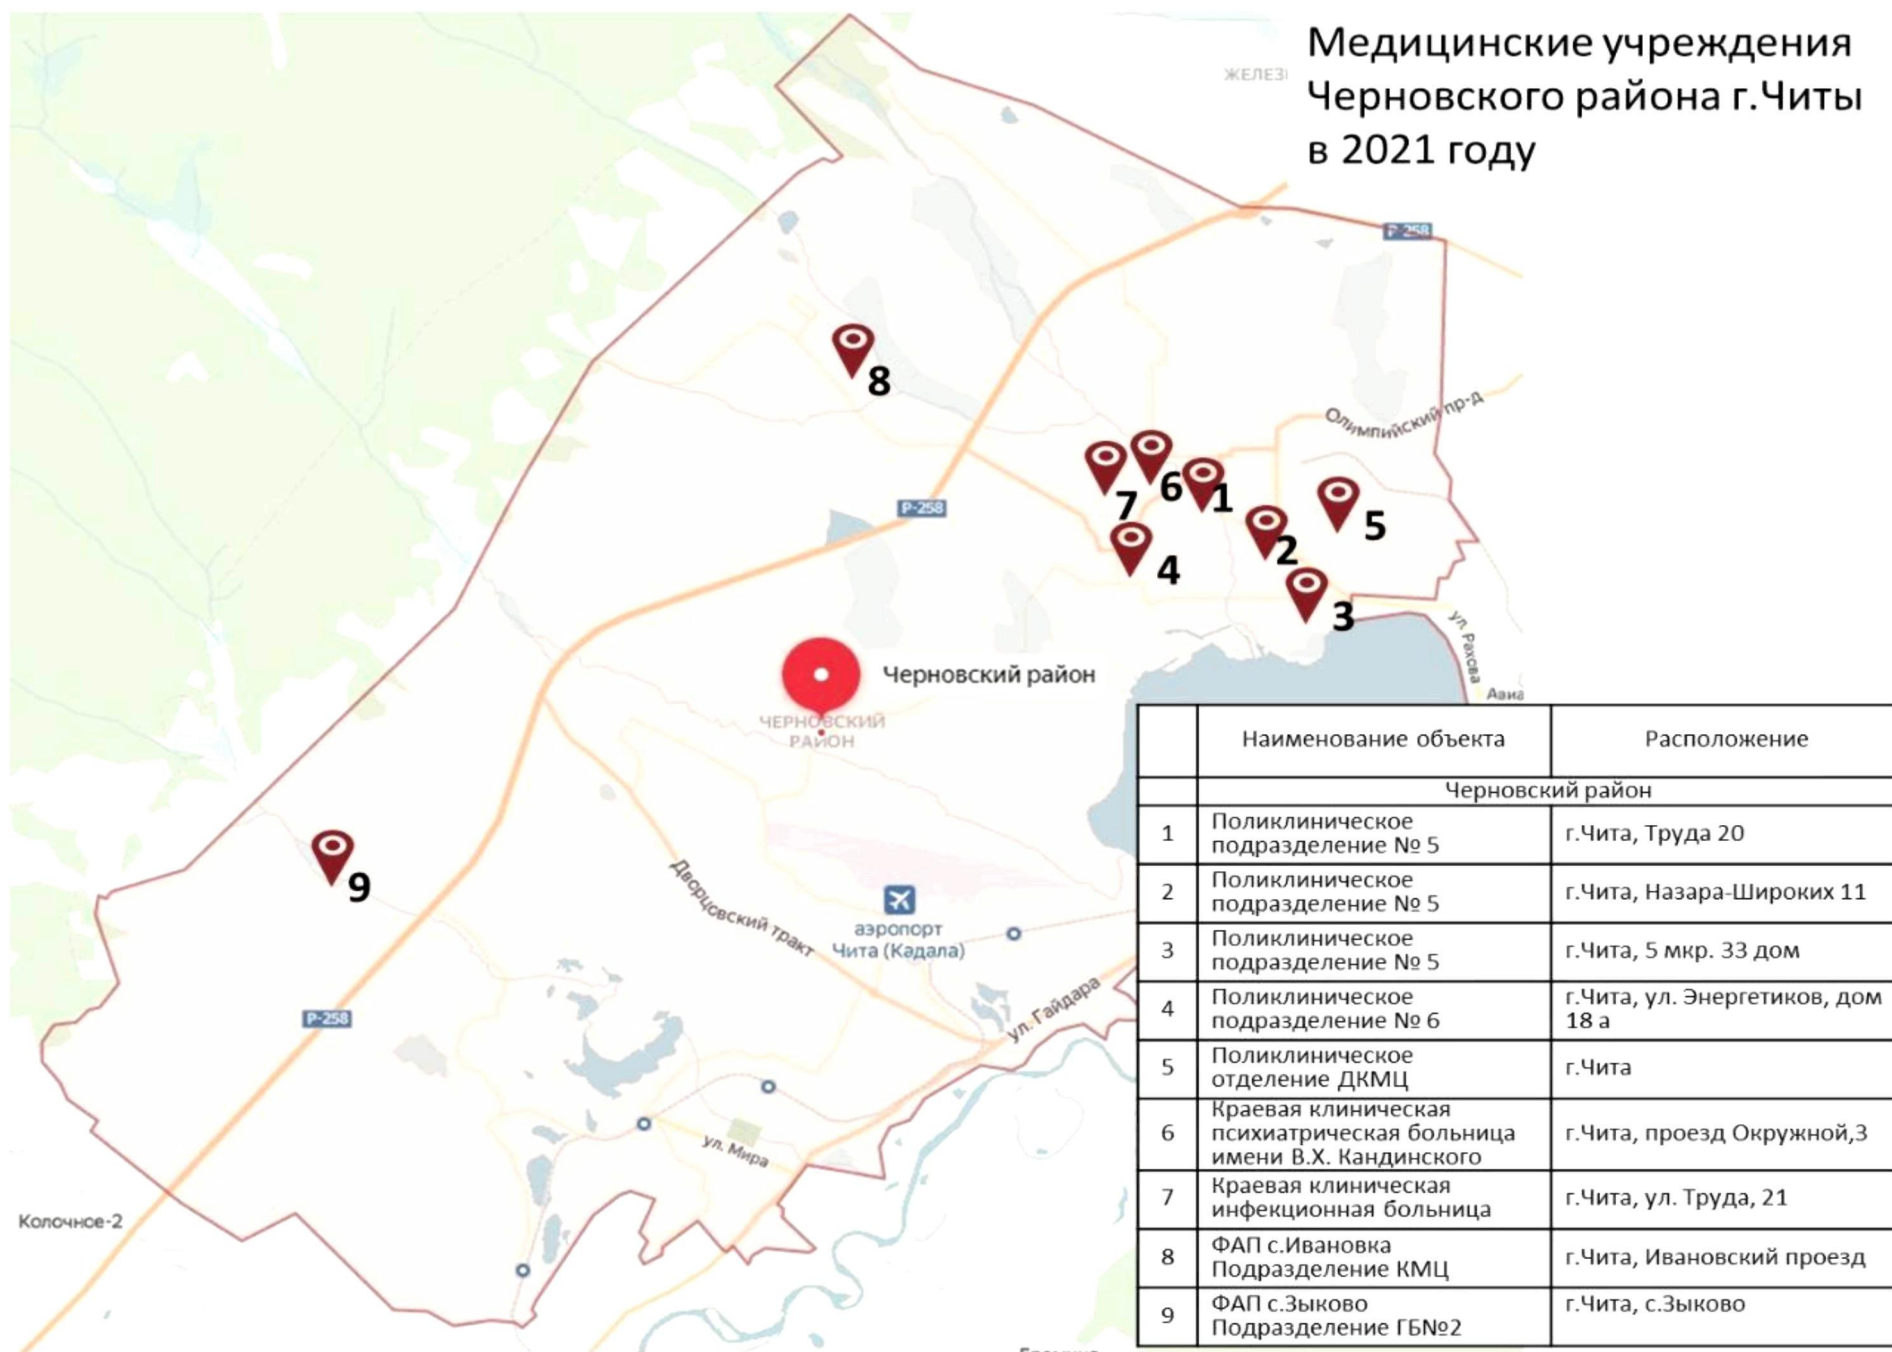 Медицинские учреждения
Черновского района г.Читы
в 2021 году
ЖЕЛЕЗ
Р-258
8
Олимпийский пр-д
7
6
1
2
5
4
3
Р-258
ул. Рахова
Авиа
Черновский район
ЧЕРНОВСКИЙ
РАЙОН
9
Дворцовский тракт
аэропорт
Чита (Кадала)
Р-258
ул. Гайдара
ул. Мира
Колочное-2
Наименование объекта Расположение
Черновский район
1 Поликлиническое
подразделение № 5 г.Чита, Труда 20
2 Поликлиническое
подразделение № 5 г.Чита, Назара-Широких 11
3 Поликлиническое
подразделение № 5 г.Чита, 5 мкр. 33 дом
4 Поликлиническое
подразделение № 6 г.Чита, ул. Энергетиков, дом
18 а
5 Поликлиническое
отделение ДКМЦ г.Чита
6 Краевая клиническая
психиатрическая больница
имени В.Х. Кандинского г.Чита, проезд Окружной,3
7 Краевая клиническая
инфекционная больница г.Чита, ул. Труда, 21
8 ФАП с.Ивановка
Подразделение КМЦ г.Чита, Ивановский проезд
9 ФАП с.Зыково
Подразделение ГБ№2 г.Чита, с.Зыково